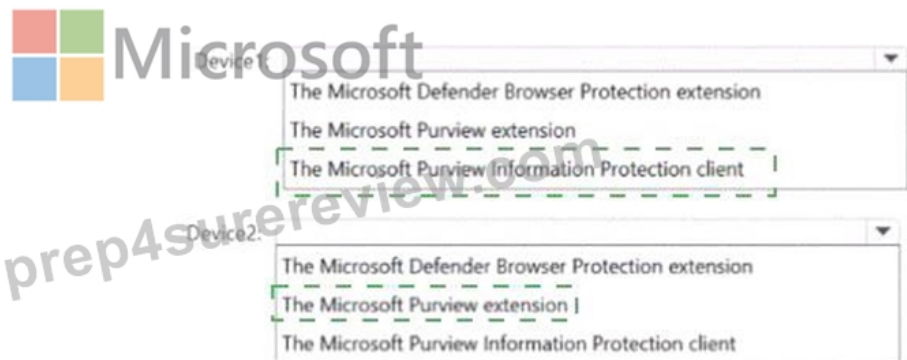 Microsoft
Device1:
The Microsoft Defender Browser Protection extension
The Microsoft Purview extension
The Microsoft Purview Information Protection client
prep4surereview.com
Device2:
The Microsoft Defender Browser Protection extension
The Microsoft Purview extension
The Microsoft Purview Information Protection client